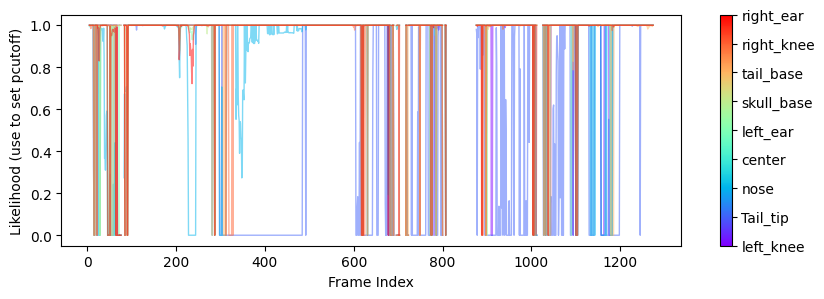 Likelihood (use to set pcutoff)
1.0
0.8
0.6
0.4
0.2
0.0
0
200
400
600
800
1000
1200
Frame Index
right_ear
right_knee
tail_base
skull_base
left_ear
center
nose
Tail_tip
left_knee